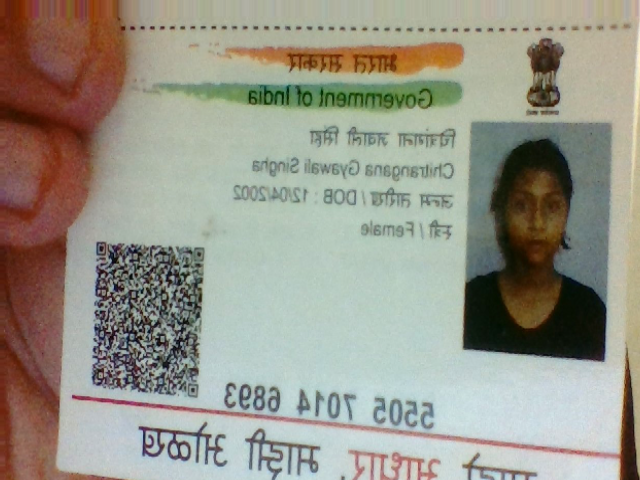 भारत सरकार
Government of India
चित्रांगना ज्ञवाली सिंहा
Chitrangana Gyawali Singha
जन्म तारीख / DOB : 12/04/2002
स्त्री / Female
5505 7014 6893
माझे आधार, माझी ओळख